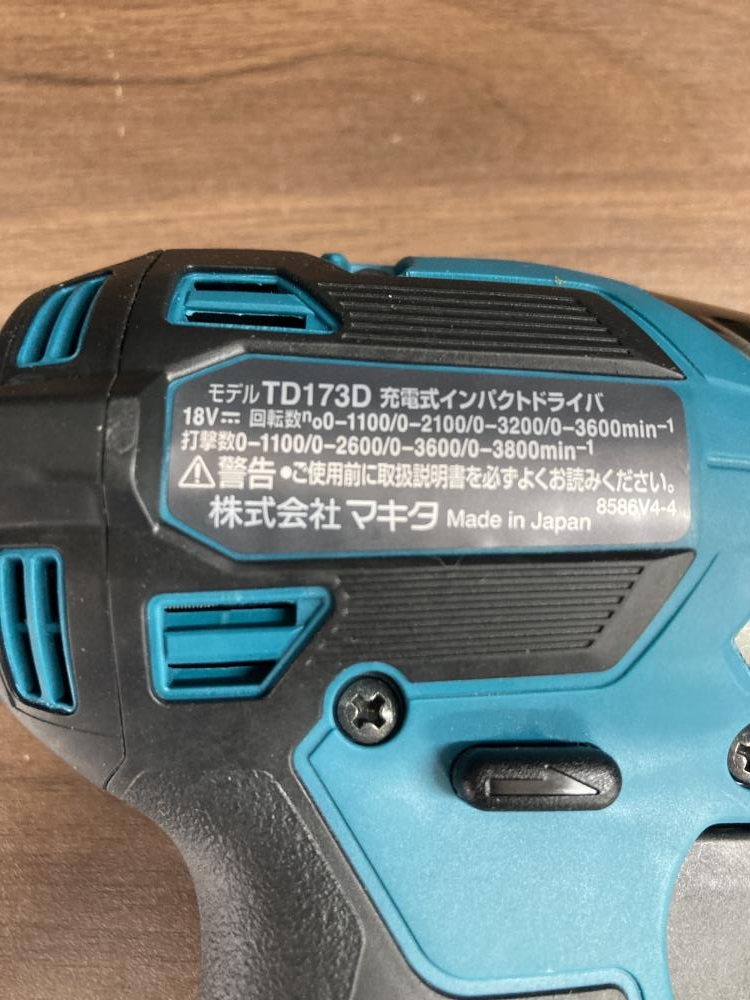 モデルTD173D 充電式インパクトドライバ
18V⎓ 回転数n₀0-1100/0-2100/0-3200/0-3600min⁻¹
打撃数0-1100/0-2600/0-3600/0-3800min⁻¹
⚠警告 •ご使用前に取扱説明書を必ずよくお読みください。
8586V4-4
株式会社 マキタ Made in Japan